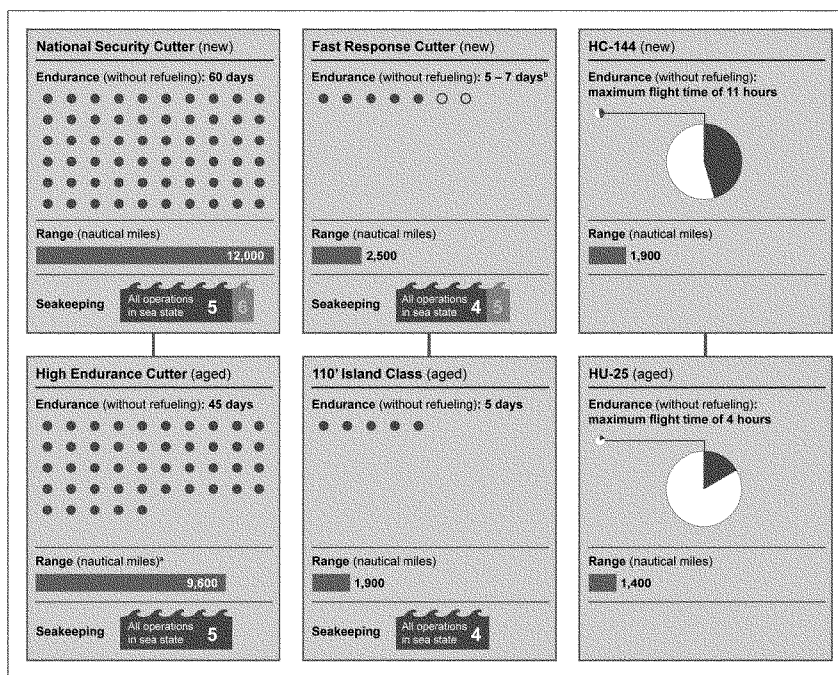 National Security Cutter (new)
Endurance (without refueling): 60 days
Range (nautical miles)
12,000
Seakeeping
All operations
in sea state
5
6
Fast Response Cutter (new)
Endurance (without refueling): 5 – 7 daysᵇ
Range (nautical miles)
2,500
Seakeeping
All operations
in sea state
4
5
HC-144 (new)
Endurance (without refueling):
maximum flight time of 11 hours
Range (nautical miles)
1,900
High Endurance Cutter (aged)
Endurance (without refueling): 45 days
Range (nautical miles)ᵃ
9,600
Seakeeping
All operations
in sea state
5
110' Island Class (aged)
Endurance (without refueling): 5 days
Range (nautical miles)
1,900
Seakeeping
All operations
in sea state
4
HU-25 (aged)
Endurance (without refueling):
maximum flight time of 4 hours
Range (nautical miles)
1,400